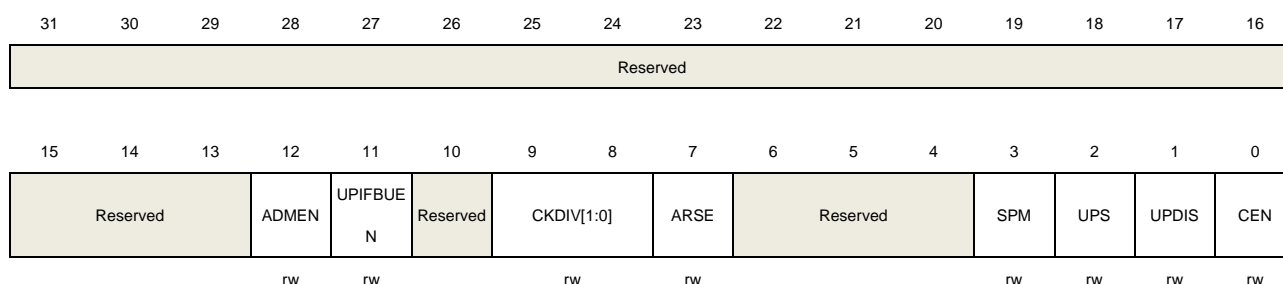 31 30 29 28 27 26 25 24 23 22 21 20 19 18 17 16
Reserved
15 14 13 12 11 10 9 8 7 6 5 4 3 2 1 0
Reserved ADMEN UPIFBUE
N Reserved CKDIV[1:0] ARSE Reserved SPM UPS UPDIS CEN
rw rw rw rw rw rw rw rw